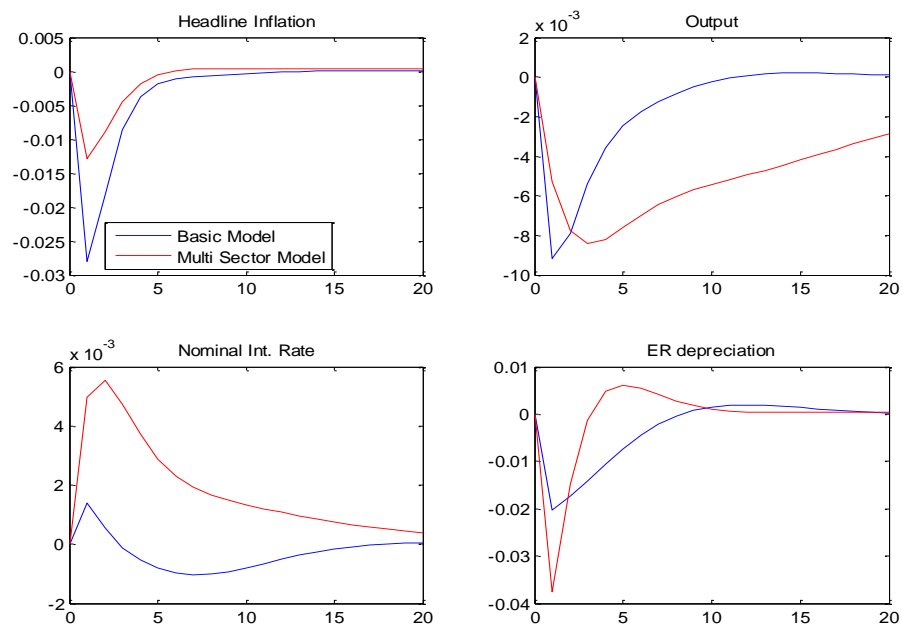 Headline Inflation
0.005
0
-0.005
-0.01
-0.015
-0.02
-0.025
-0.03
0 5 10 15 20
Basic Model
Multi Sector Model
Output
x 10^-3
2
0
-2
-4
-6
-8
-10
0 5 10 15 20
Nominal Int. Rate
x 10^-3
6
4
2
0
-2
0 5 10 15 20
ER depreciation
0.01
0
-0.01
-0.02
-0.03
-0.04
0 5 10 15 20